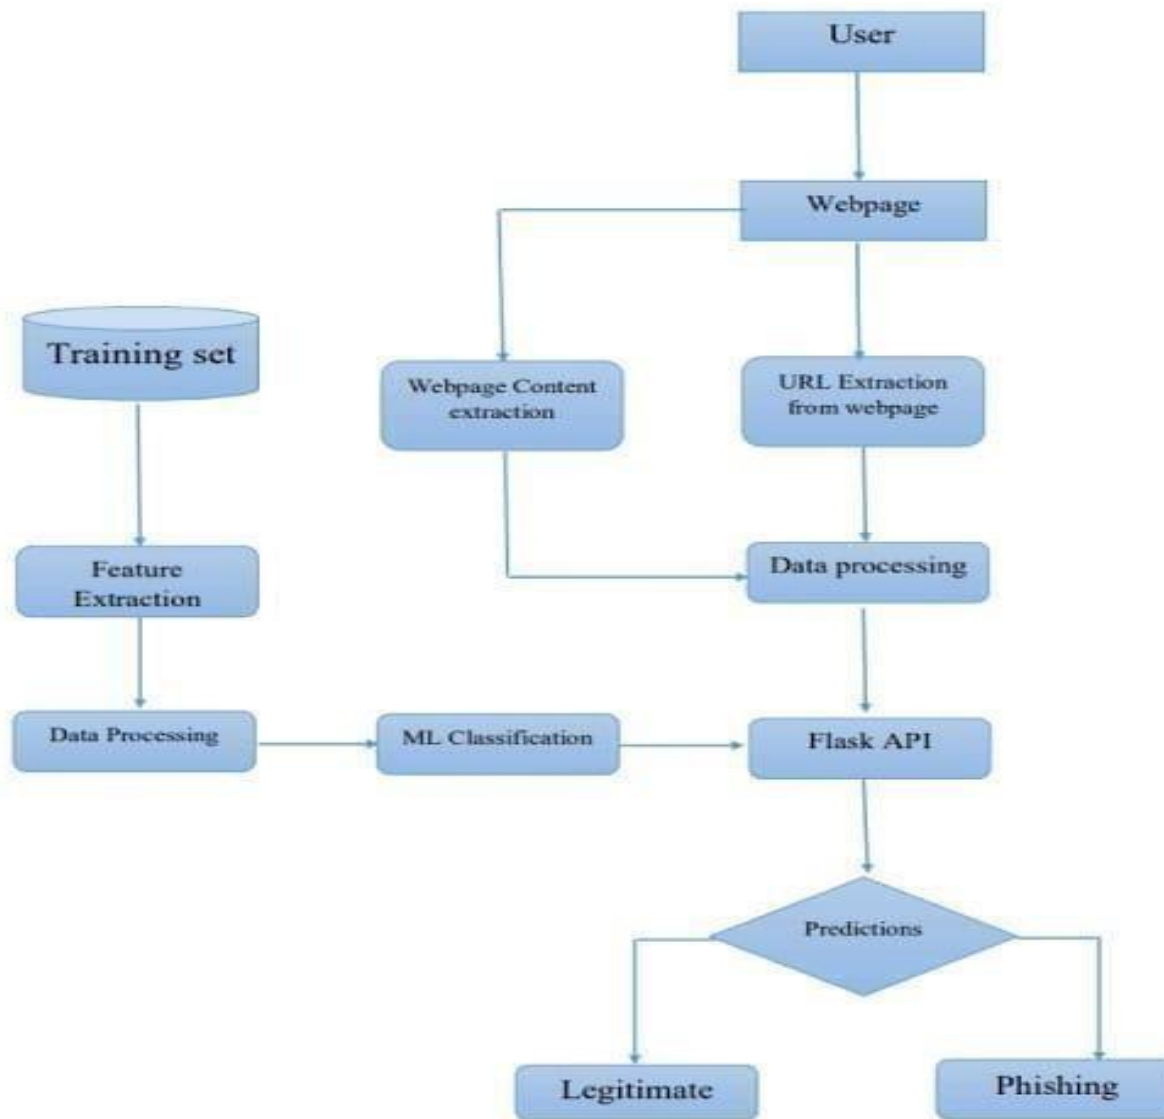 User
Webpage
Training set
Webpage Content
extraction
URL Extraction
from webpage
Feature
Extraction
Data processing
Data Processing
ML Classification
Flask API
Predictions
Legitimate
Phishing